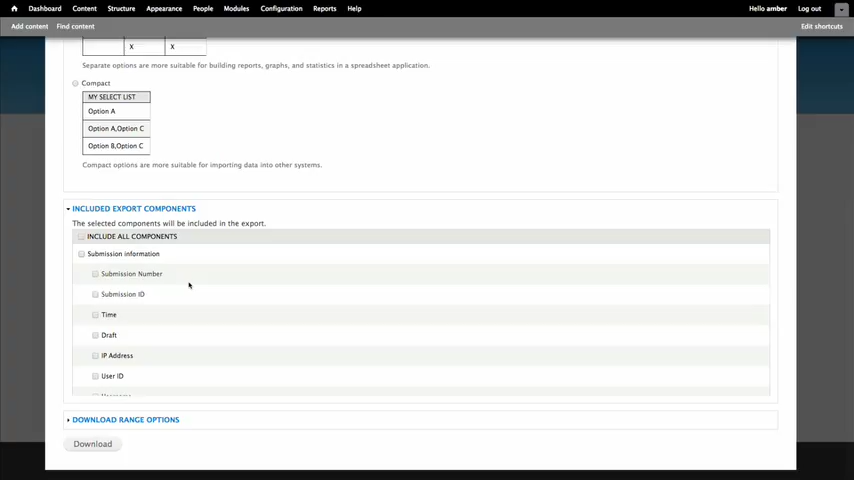 Dashboard Content Structure Appearance People Modules Configuration Reports Help Hello amber Log out
Add content Find content Edit shortcuts
X X
Separate options are more suitable for building reports, graphs, and statistics in a spreadsheet application.
Compact
MY SELECT LIST
Option A
Option A,Option C
Option B,Option C
Compact options are more suitable for importing data into other systems.
INCLUDED EXPORT COMPONENTS
The selected components will be included in the export.
INCLUDE ALL COMPONENTS
Submission information
Submission Number
Submission ID
Time
Draft
IP Address
User ID
DOWNLOAD RANGE OPTIONS
Download